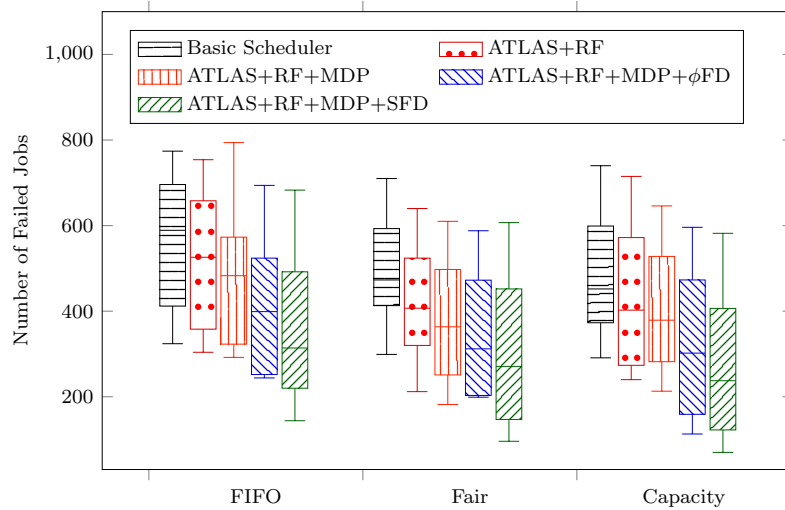 1,000
800
600
400
200
Number of Failed Jobs
Basic Scheduler
ATLAS+RF
ATLAS+RF+MDP
ATLAS+RF+MDP+ϕFD
ATLAS+RF+MDP+SFD
FIFO
Fair
Capacity